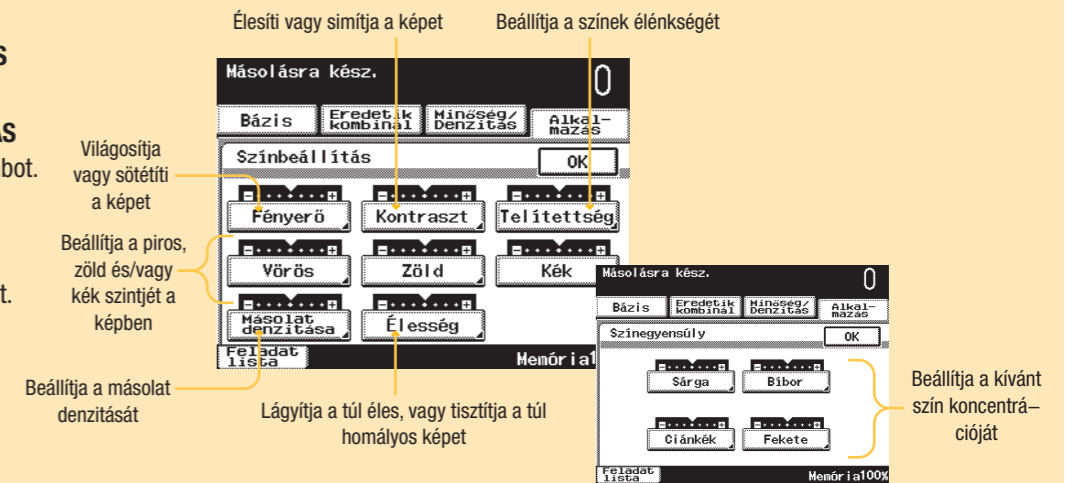 Élesíti vagy simítja a képet
Beállítja a színek élénkségét
S
ÁS
bot.
t.
Világosítja
vagy sötétíti
a képet
Beállítja a piros,
zöld és/vagy
kék szintjét a
képben
Beállítja a másolat
denzitását
Lágyítja a túl éles, vagy tisztítja a túl
homályos képet
Másolásra kész.
0
Bázis
Eredetik
kombinál
Minőség/
Denzitás
Alkal-
mazás
Színbeállítás
OK
Fényerő
Kontraszt
Telítettség
Vörös
Zöld
Kék
Másolat
denzitása
Élesség
Feladat
lista
Memória1
Másolásra kész.
0
Bázis
Eredetik
kombinál
Minőség/
Denzitás
Alkal-
mazás
Színegyensúly
OK
Sárga
Bíbor
Ciánkék
Fekete
Feladat
lista
Memória100%
Beállítja a kívánt
szín koncentrá–
cióját